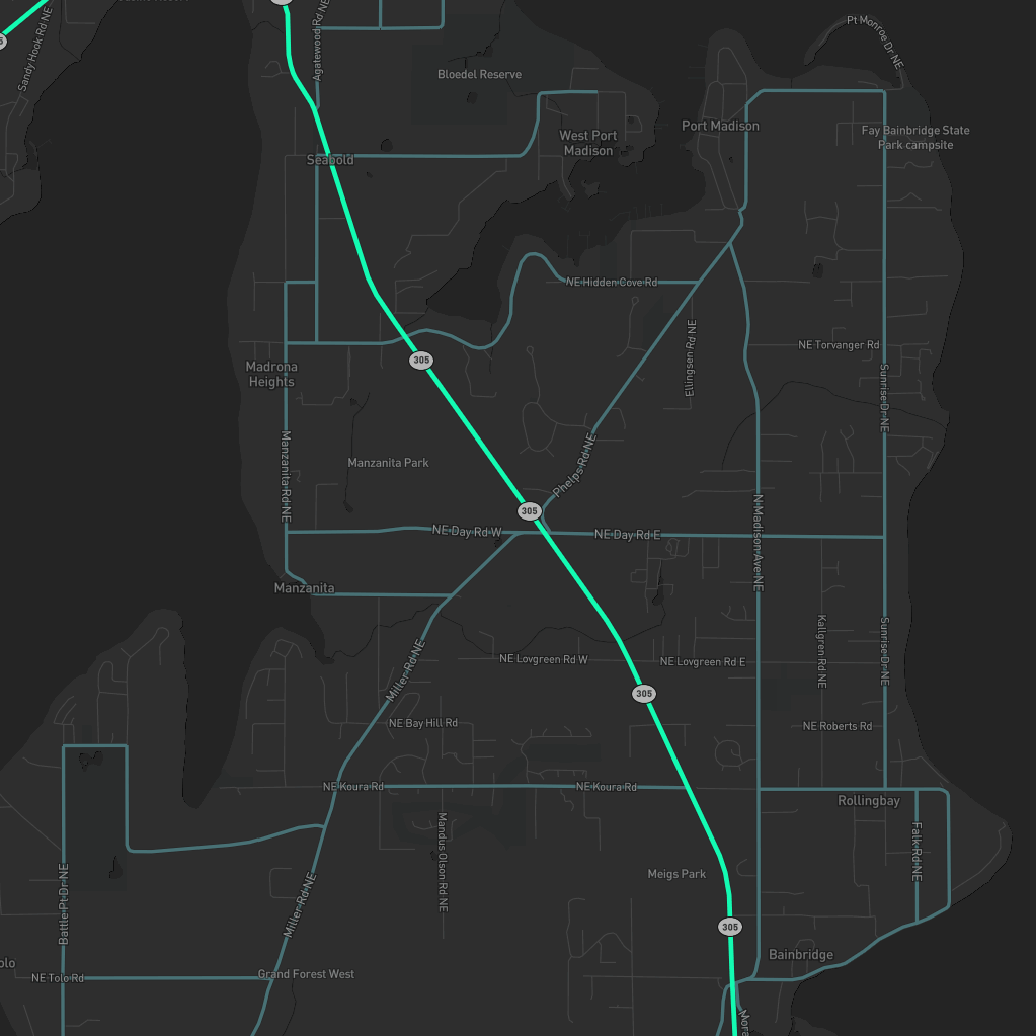 Sandy Hook Rd NE
Agatewood Rd NE
Pt Monroe Dr NE
Bloedel Reserve
West Port
Madison
Port Madison
Fay Bainbridge State
Park campsite
Seabold
NE Hidden Cove Rd
Ellingsen Rd NE
NE Torvanger Rd
305
Madrona
Heights
Sunrise Dr NE
Manzanita Rd NE
Manzanita Park
Phelps Rd NE
305
N Madison Ave NE
NE Day Rd W
NE Day Rd E
Manzanita
Kallgren Rd NE
Sunrise Dr NE
Miller Rd NE
NE Lovgreen Rd W
NE Lovgreen Rd E
305
NE Bay Hill Rd
NE Roberts Rd
NE Koura Rd
NE Koura Rd
Rollingbay
Mandus Olson Rd NE
Falk Rd NE
Meigs Park
Battle Pt Dr NE
Miller Rd NE
305
Bainbridge
olo
NE Tolo Rd
Grand Forest West
Mora